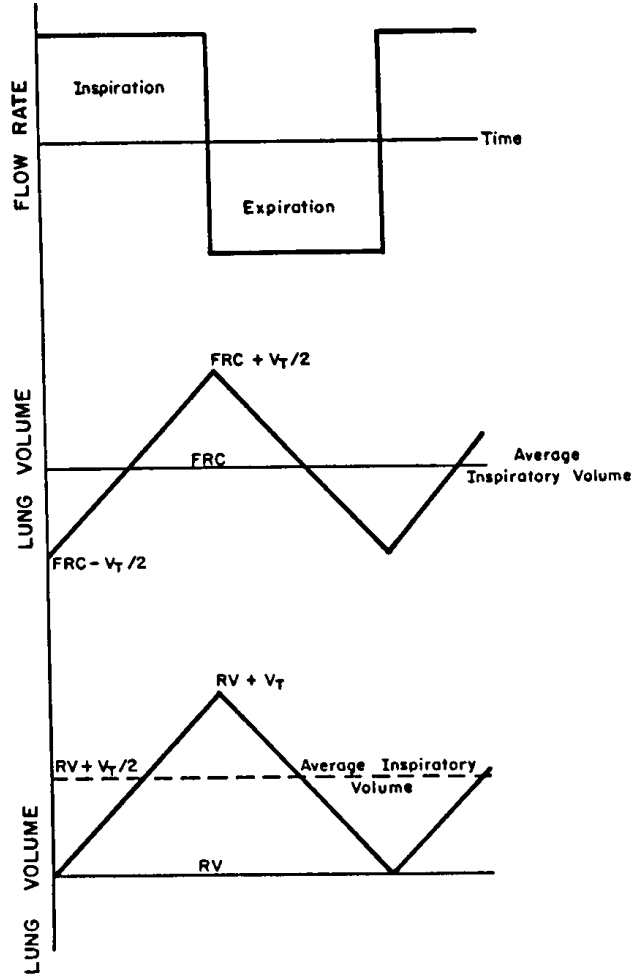 FLOW RATE
Inspiration
Time
Expiration
LUNG VOLUME
FRC + VT/2
FRC
Average
Inspiratory Volume
FRC - VT/2
LUNG VOLUME
RV + VT
RV + VT/2
Average Inspiratory
Volume
RV